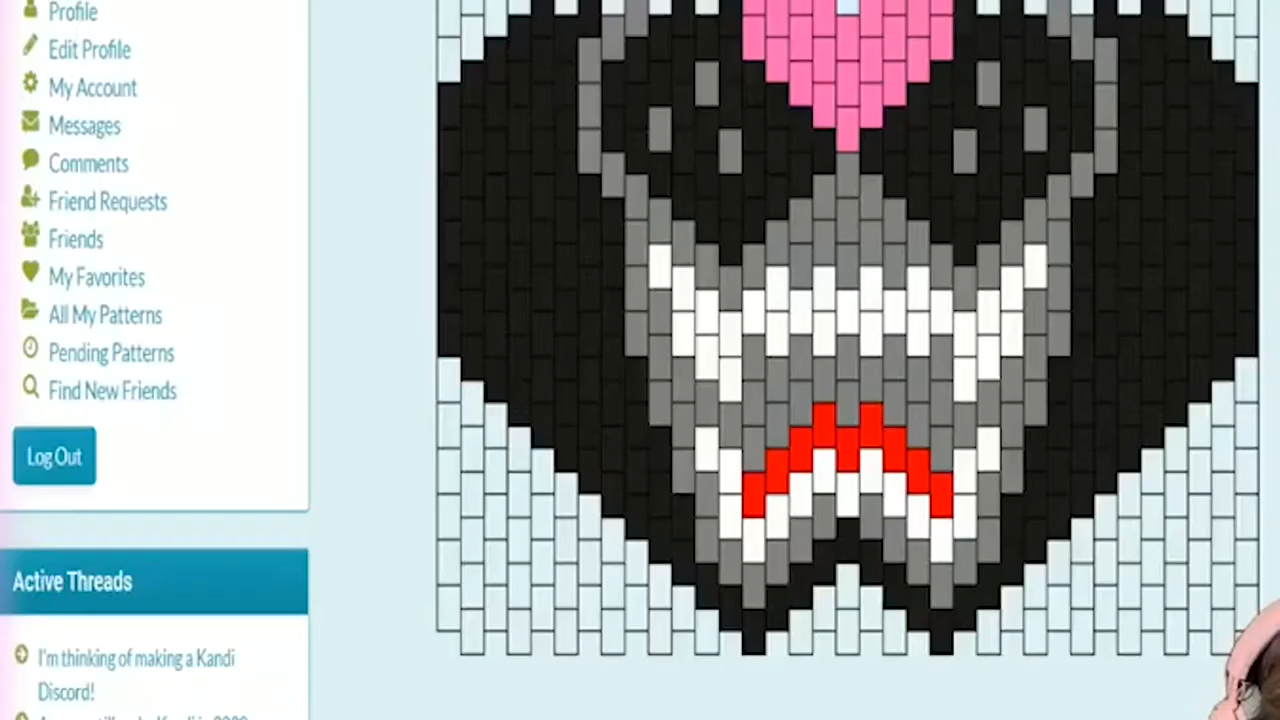 Profile
Edit Profile
My Account
Messages
Comments
Friend Requests
Friends
My Favorites
All My Patterns
Pending Patterns
Find New Friends
Log Out
Active Threads
I'm thinking of making a Kandi
Discord!